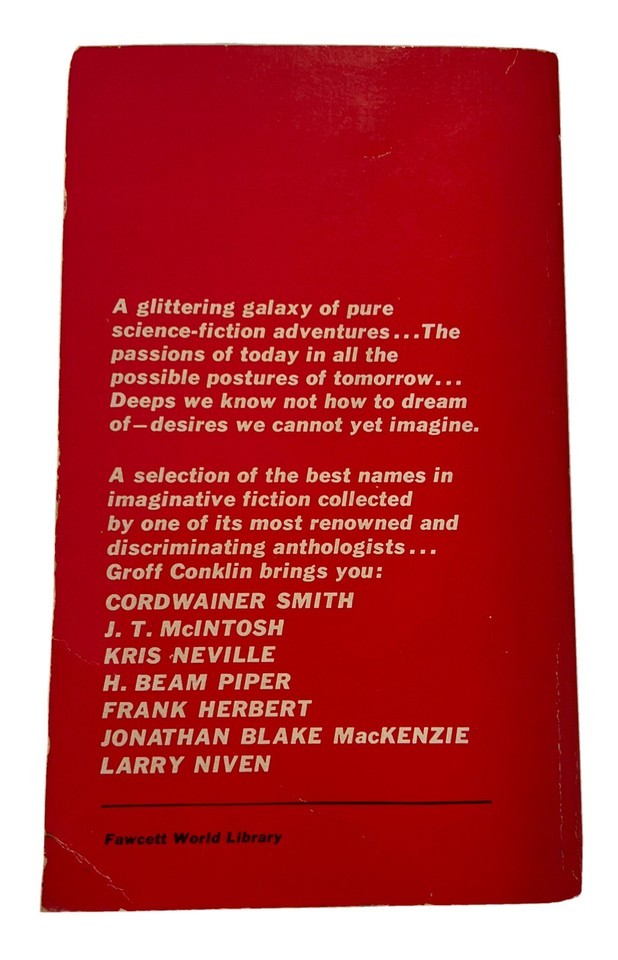 A glittering galaxy of pure
science-fiction adventures...The
passions of today in all the
possible postures of tomorrow...
Deeps we know not how to dream
of—desires we cannot yet imagine.
A selection of the best names in
imaginative fiction collected
by one of its most renowned and
discriminating anthologists...
Groff Conklin brings you:
CORDWAINER SMITH
J. T. McINTOSH
KRIS NEVILLE
H. BEAM PIPER
FRANK HERBERT
JONATHAN BLAKE MacKENZIE
LARRY NIVEN
Fawcett World Library